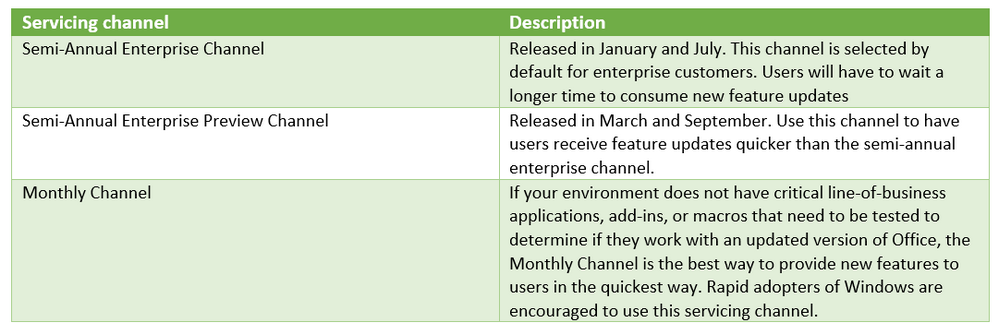 Servicing channel
Description
Semi-Annual Enterprise Channel
Released in January and July. This channel is selected by
default for enterprise customers. Users will have to wait a
longer time to consume new feature updates
Semi-Annual Enterprise Preview Channel
Released in March and September. Use this channel to have
users receive feature updates quicker than the semi-annual
enterprise channel.
Monthly Channel
If your environment does not have critical line-of-business
applications, add-ins, or macros that need to be tested to
determine if they work with an updated version of Office, the
Monthly Channel is the best way to provide new features to
users in the quickest way. Rapid adopters of Windows are
encouraged to use this servicing channel.